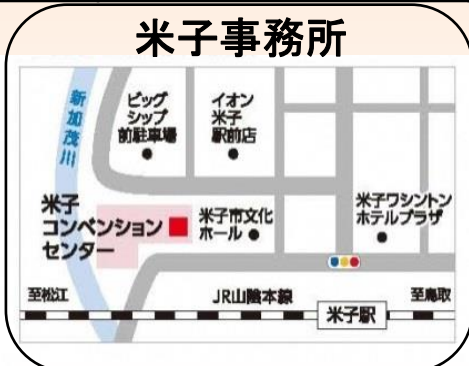 米子事務所
新加茂川
ビッグ
シップ
前駐車場
イオン
米子
駅前店
米子
コンベンション
センター
米子市文化
ホール
米子ワシントン
ホテルプラザ
至松江
JR山陰本線
至鳥取
米子駅